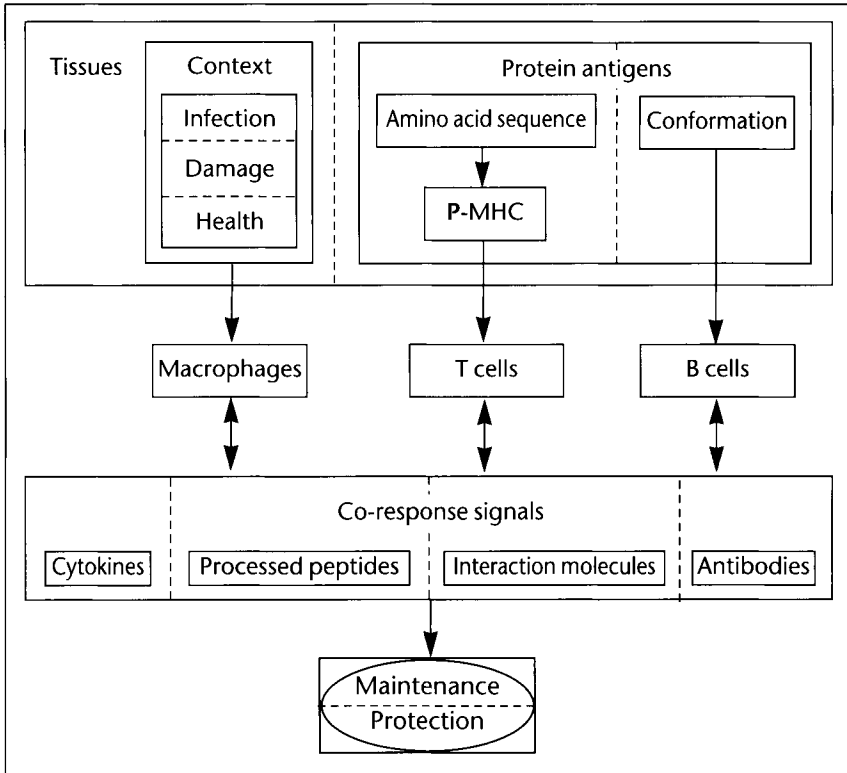 Tissues
Context
Protein antigens
Infection
Damage
Health
Amino acid sequence
Conformation
P-MHC
Macrophages
T cells
B cells
Co-response signals
Cytokines
Processed peptides
Interaction molecules
Antibodies
Maintenance
Protection